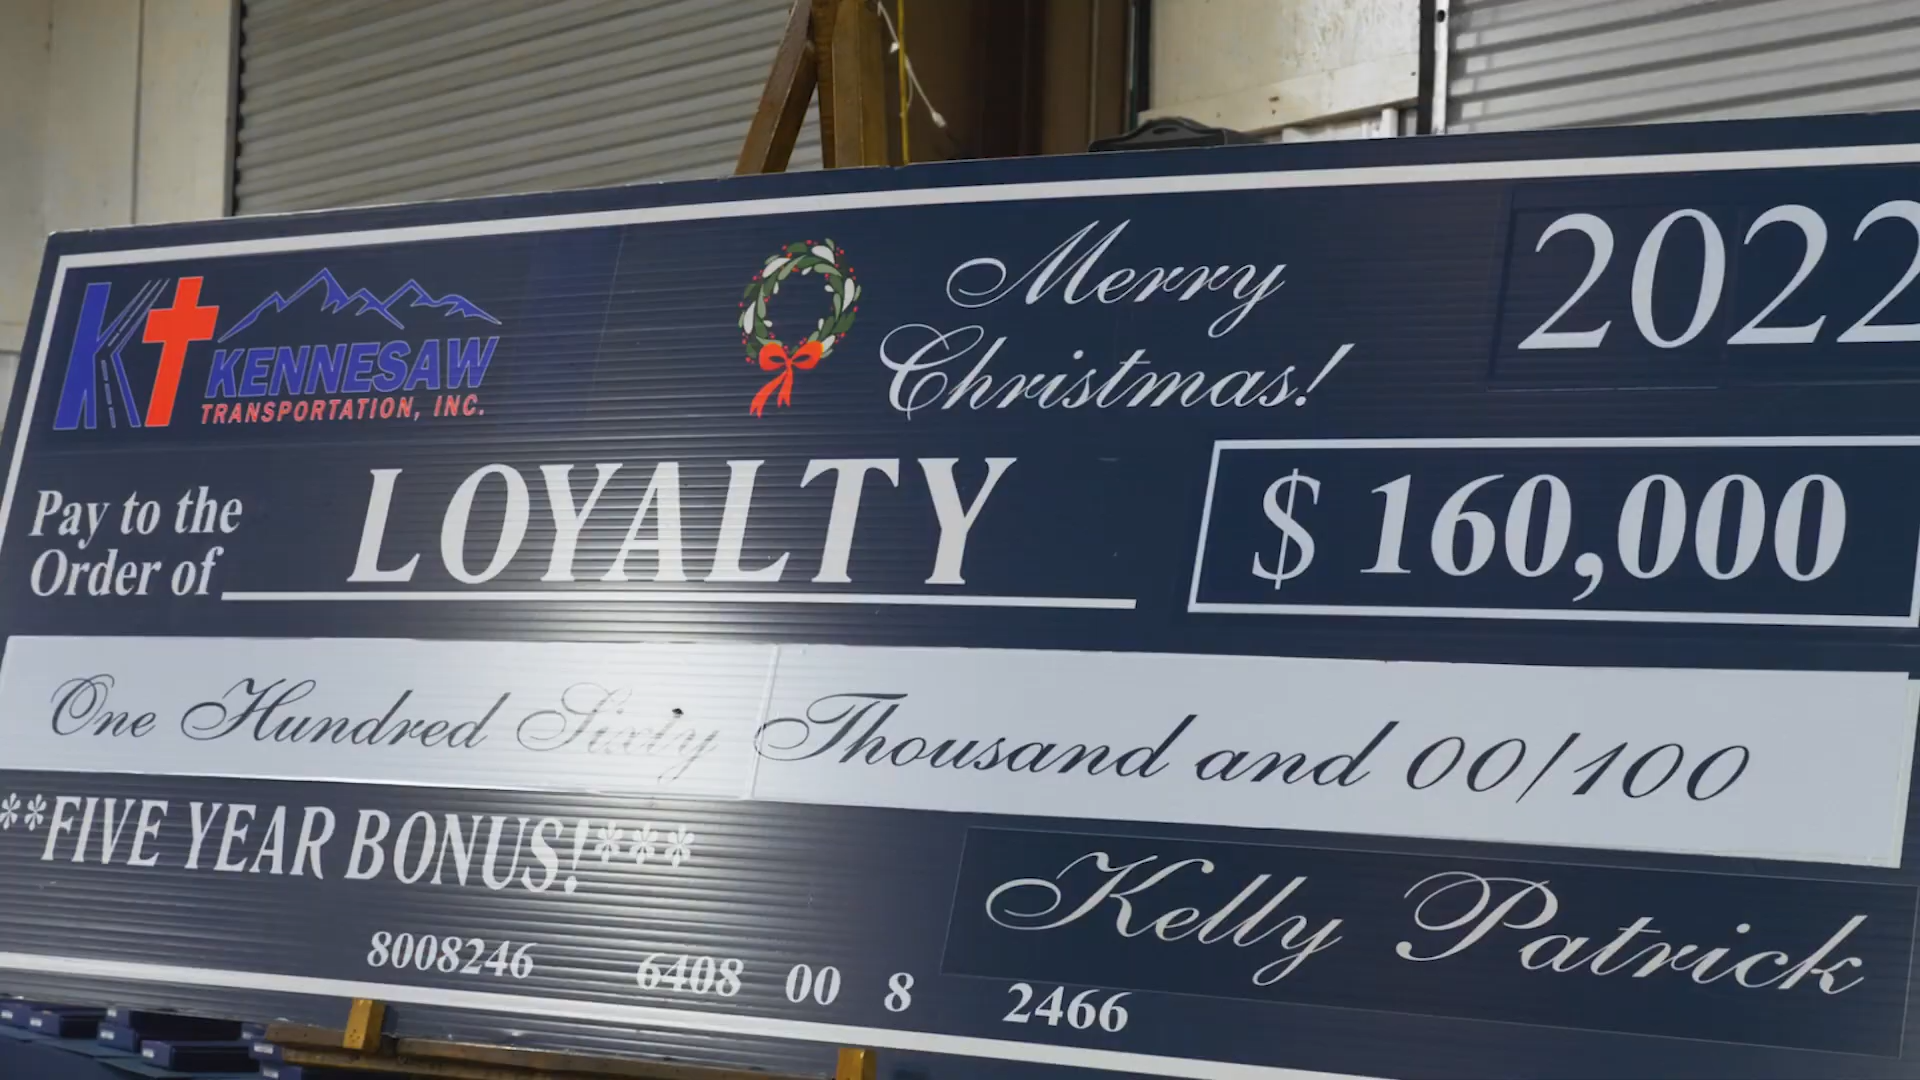 Kt KENNESAW
TRANSPORTATION, INC.
Merry
Christmas!
2022
Pay to the
Order of LOYALTY
$ 160,000
One Hundred Sixty Thousand and 00/100
**FIVE YEAR BONUS!***
Kelly Patrick
8008246 6408 00 8 2466